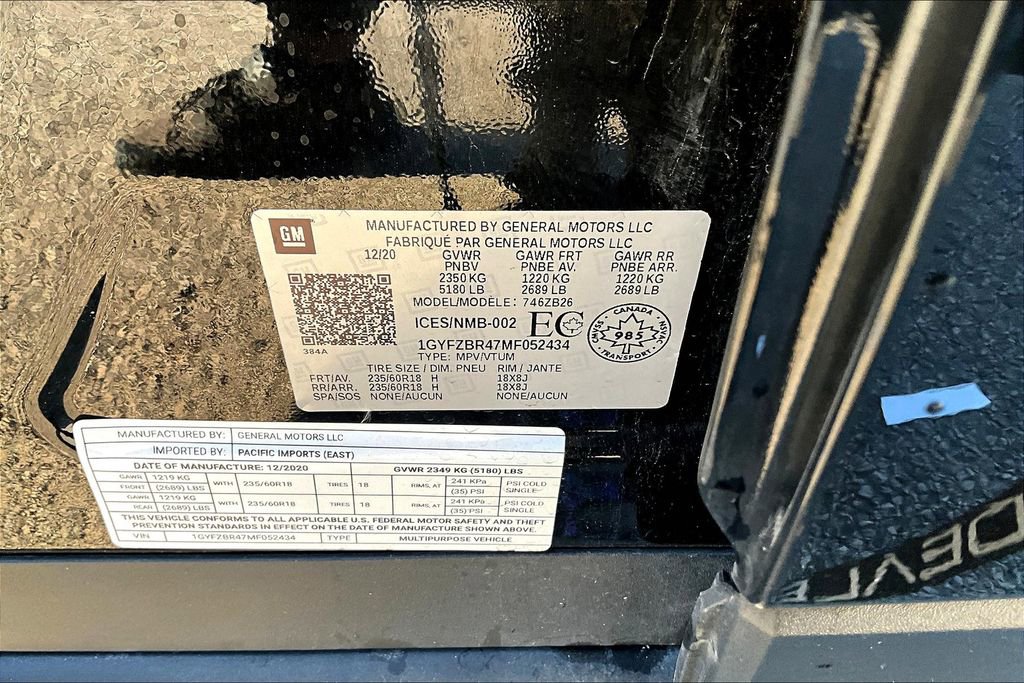 GM
MANUFACTURED BY GENERAL MOTORS LLC
FABRIQUÉ PAR GENERAL MOTORS LLC
12/20 GVWR GAWR FRT GAWR RR
PNBV PNBE AV. PNBE ARR.
2350 KG 1220 KG 1220 KG
5180 LB 2689 LB 2689 LB
MODEL/MODÈLE: 746ZB26
ICES/NMB-002 EC
CANADA
CMVSS 985 NSVAC
TRANSPORT
384A
1GYFZBR47MF052434
TYPE: MPV/VTUM
TIRE SIZE / DIM. PNEU RIM / JANTE
FRT/AV. 235/60R18 H 18X8J
RR/ARR. 235/60R18 H 18X8J
SPA/SOS NONE/AUCUN NONE/AUCUN
MANUFACTURED BY: GENERAL MOTORS LLC
IMPORTED BY: PACIFIC IMPORTS (EAST)
DATE OF MANUFACTURE: 12/2020 GVWR 2349 KG (5180) LBS
GAWR FRONT 1219 KG (2689) LBS WITH 235/60R18 TIRES 18 RIMS, AT 241 KPa (35) PSI PSI COLD SINGLE
GAWR REAR 1219 KG (2689) LBS WITH 235/60R18 TIRES 18 RIMS, AT 241 KPa (35) PSI PSI COLD SINGLE
THIS VEHICLE CONFORMS TO ALL APPLICABLE U.S. FEDERAL MOTOR SAFETY AND THEFT
PREVENTION STANDARDS IN EFFECT ON THE DATE OF MANUFACTURE SHOWN ABOVE
VIN 1GYFZBR47MF052434 TYPE MULTIPURPOSE VEHICLE